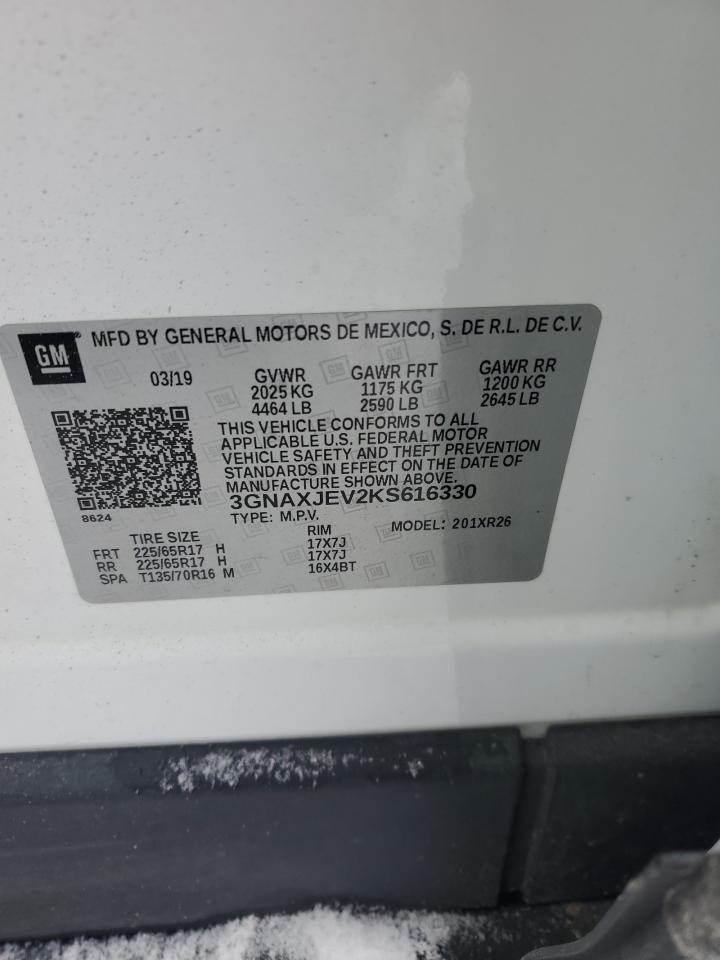 GM ® MFD BY GENERAL MOTORS DE MEXICO, S. DE R.L. DE C.V.
03/19 GVWR GAWR FRT GAWR RR
2025 KG 1175 KG 1200 KG
4464 LB 2590 LB 2645 LB
THIS VEHICLE CONFORMS TO ALL
APPLICABLE U.S. FEDERAL MOTOR
VEHICLE SAFETY AND THEFT PREVENTION
STANDARDS IN EFFECT ON THE DATE OF
MANUFACTURE SHOWN ABOVE.
3GNAXJEV2KS616330
8624
TYPE: M.P.V. MODEL: 201XR26
TIRE SIZE RIM
FRT 225/65R17 H 17X7J
RR 225/65R17 H 17X7J
SPA T135/70R16 M 16X4BT